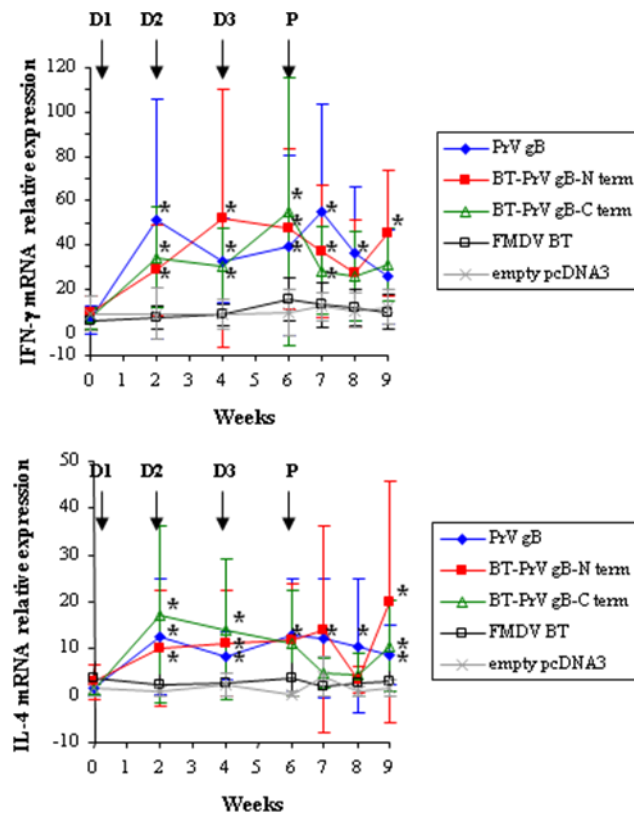 D1 D2 D3 P
IFN-γ mRNA relative expression
120
100
80
60
40
20
0
-10
* * * * * * * * * * * * * * *
0 1 2 3 4 5 6 7 8 9
Weeks
PrV gB
BT-PrV gB-N term
BT-PrV gB-C term
FMDV BT
empty pcDNA3
D1 D2 D3 P
IL-4 mRNA relative expression
50
40
30
20
10
0
-10
* * * * * * * * * * * *
0 1 2 3 4 5 6 7 8 9
Weeks
PrV gB
BT-PrV gB-N term
BT-PrV gB-C term
FMDV BT
empty pcDNA3